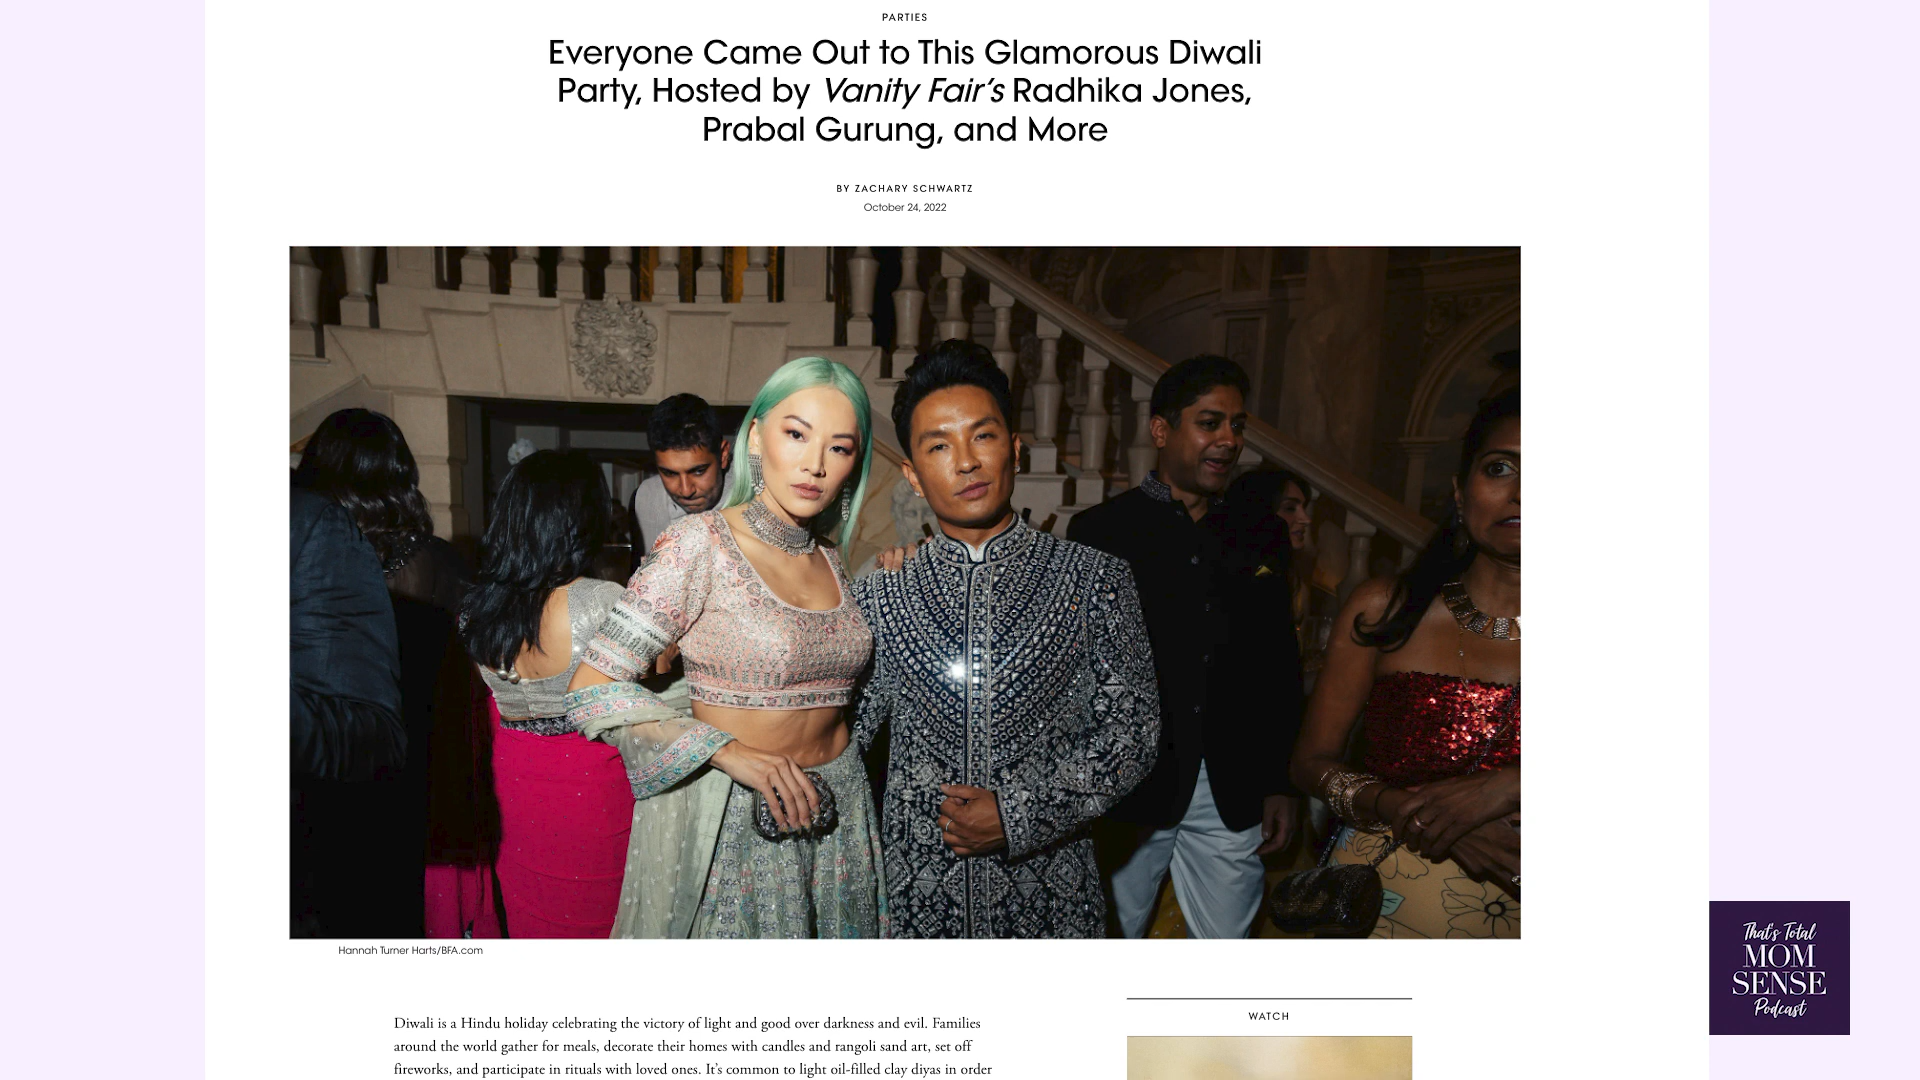 PARTIES
Everyone Came Out to This Glamorous Diwali
Party, Hosted by Vanity Fair’s Radhika Jones,
Prabal Gurung, and More
BY ZACHARY SCHWARTZ
October 24, 2022
Hannah Turner Harts/BFA.com
Diwali is a Hindu holiday celebrating the victory of light and good over darkness and evil. Families
around the world gather for meals, decorate their homes with candles and rangoli sand art, set off
fireworks, and participate in rituals with loved ones. It’s common to light oil-filled clay diyas in order
WATCH
That's Total
MOM
SENSE
Podcast